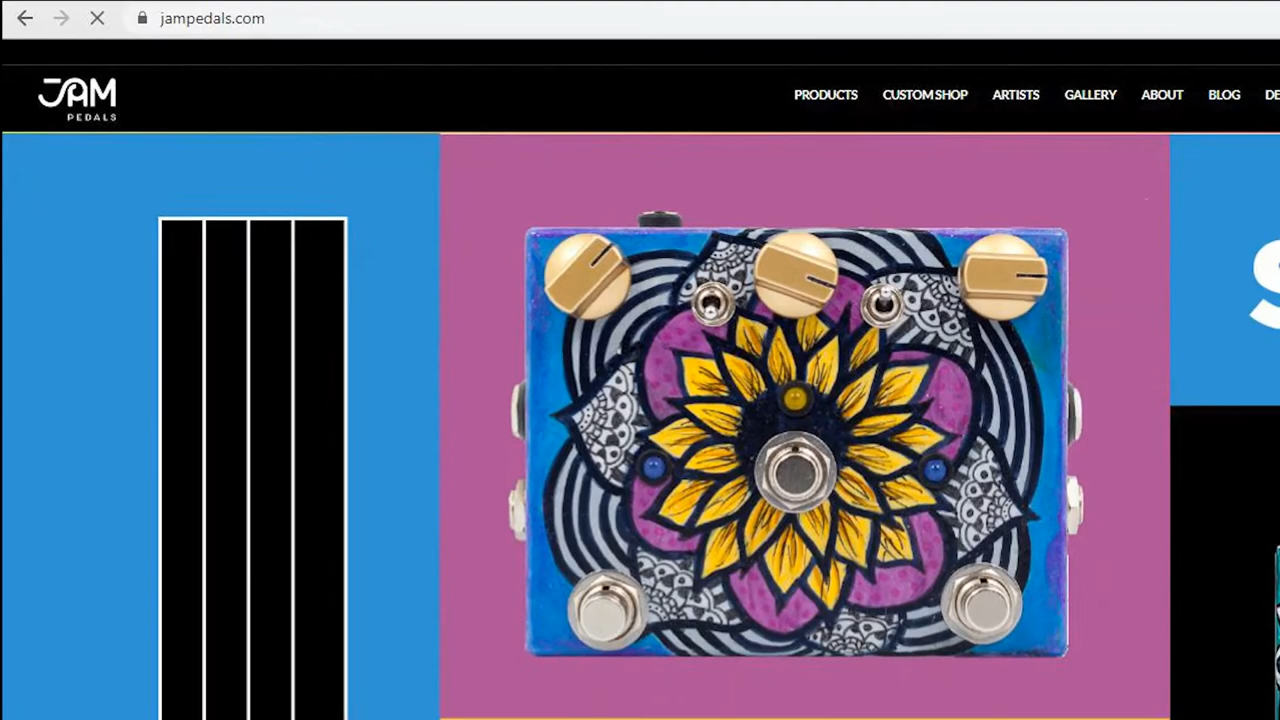 jampedals.com
JAM
PEDALS
PRODUCTS
CUSTOM SHOP
ARTISTS
GALLERY
ABOUT
BLOG